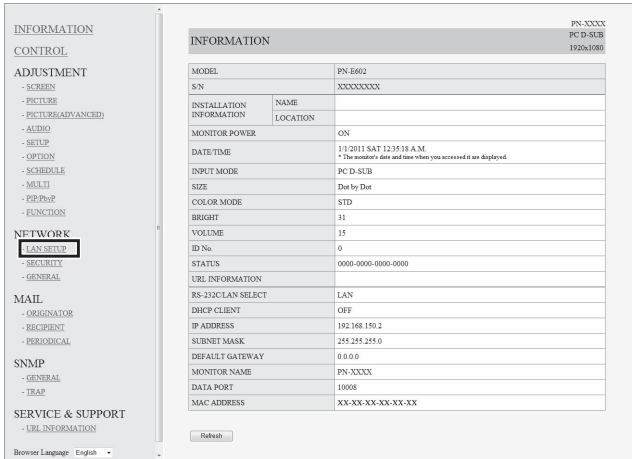 INFORMATION
CONTROL
ADJUSTMENT
- SCREEN
- PICTURE
- PICTURE(ADVANCED)
- AUDIO
- SETUP
- OPTION
- SCHEDULE
- MULTI
- PIP/PbyP
- FUNCTION
NETWORK
- LAN SETUP
- SECURITY
- GENERAL
MAIL
- ORIGINATOR
- RECIPIENT
- PERIODICAL
SNMP
- GENERAL
- TRAP
SERVICE & SUPPORT
- URL INFORMATION
Browser Language English
PN-XXXX
INFORMATION PC D-SUB
1920x1080
MODEL PN-E602
S/N XXXXXXXX
INSTALLATION INFORMATION NAME
LOCATION
MONITOR POWER ON
DATE/TIME 1/1/2011 SAT 12:35:18 A.M.
* The monitor's date and time when you accessed it are displayed.
INPUT MODE PC D-SUB
SIZE Dot by Dot
COLOR MODE STD
BRIGHT 31
VOLUME 15
ID No. 0
STATUS 0000-0000-0000-0000
URL INFORMATION
RS-232C/LAN SELECT LAN
DHCP CLIENT OFF
IP ADDRESS 192.168.150.2
SUBNET MASK 255.255.255.0
DEFAULT GATEWAY 0.0.0.0
MONITOR NAME PN-XXXX
DATA PORT 10008
MAC ADDRESS XX-XX-XX-XX-XX-XX
Refresh